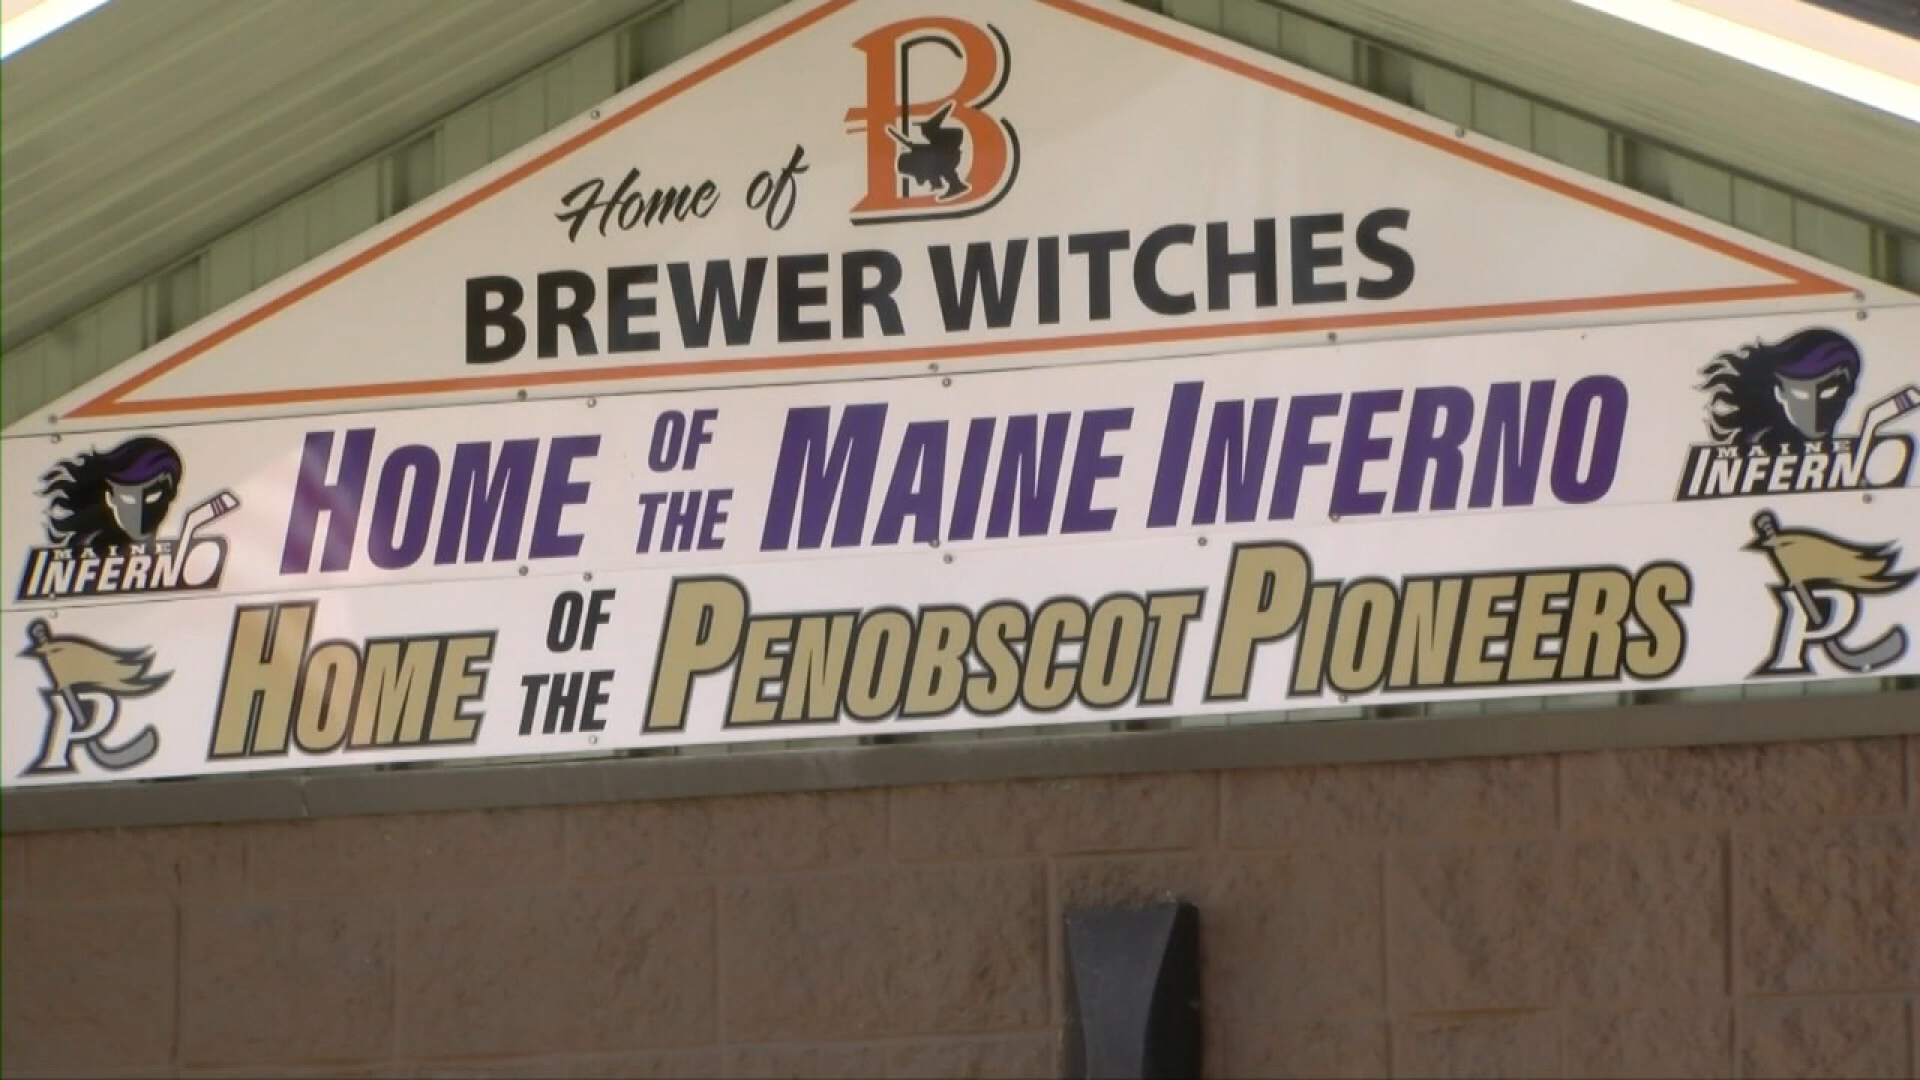 B
Home of
BREWER WITCHES
MAINE INFERNO HOME OF THE MAINE INFERNO MAINE INFERNO
P HOME OF THE PENOBSCOT PIONEERS P